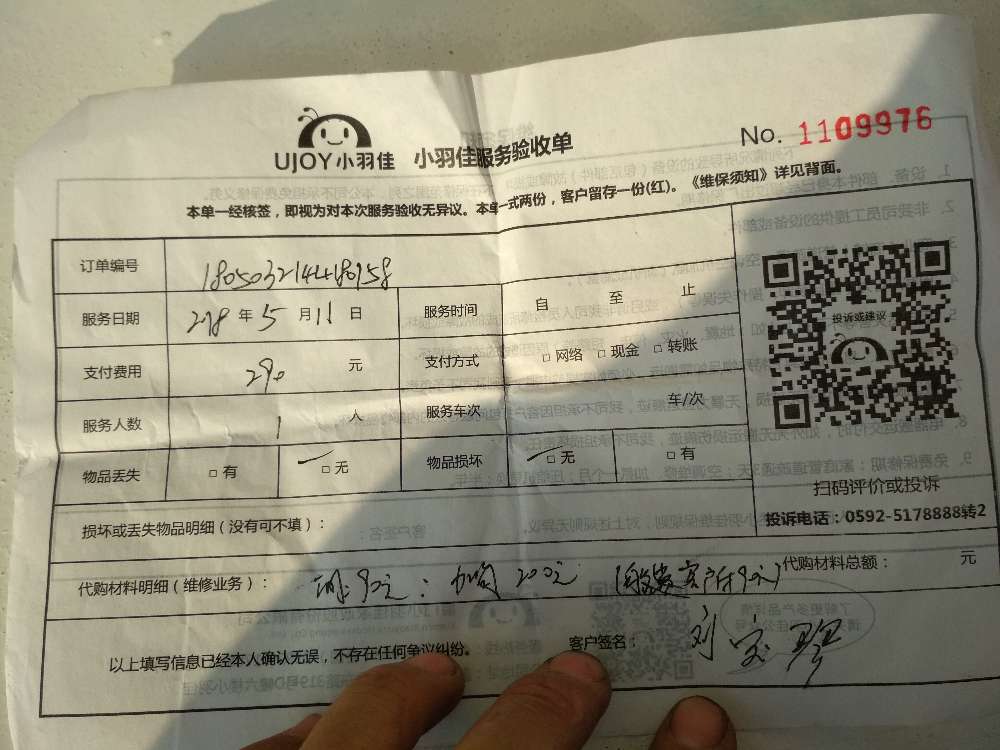 UJOY小羽佳 小羽佳服务验收单
No. 1109976
本单一经核签，即视为对本次服务验收无异议。本单一式两份，客户留存一份(红)。《维保须知》详见背面。
订单编号
服务日期 年 5 月 11 日 服务时间 自 至 止
支付费用 290 元 支付方式 □ 网络 □ 现金 □ 转账
服务人数 1 人 服务车次 车/次
物品丢失 □ 有 □ 无 物品损坏 □ 无 □ 有
投诉或建议
扫码评价或投诉
投诉电话：0592-5178888转2
损坏或丢失物品明细（没有可不填）：
代购材料明细（维修业务）： 90元： 200元
代购材料总额： 元
以上填写信息已经本人确认无误，不存在任何争议纠纷。 客户签名： 刘